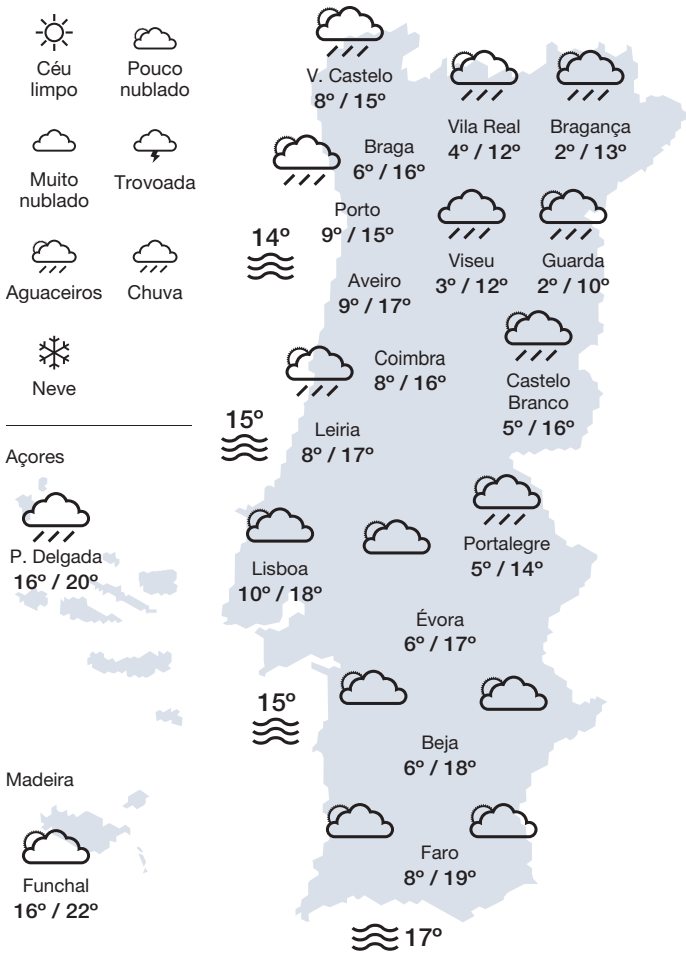 Céu
limpo
Pouco
nublado
Muito
nublado
Trovoada
Aguaceiros
Chuva
Neve
Açores
P. Delgada
16º / 20º
Madeira
Funchal
16º / 22º
V. Castelo
8º / 15º
Vila Real
4º / 12º
Bragança
2º / 13º
Braga
6º / 16º
Porto
9º / 15º
14º
Viseu
3º / 12º
Guarda
2º / 10º
Aveiro
9º / 17º
Coimbra
8º / 16º
Castelo
Branco
5º / 16º
15º
Leiria
8º / 17º
Portalegre
5º / 14º
Lisboa
10º / 18º
Évora
6º / 17º
15º
Beja
6º / 18º
Faro
8º / 19º
17º